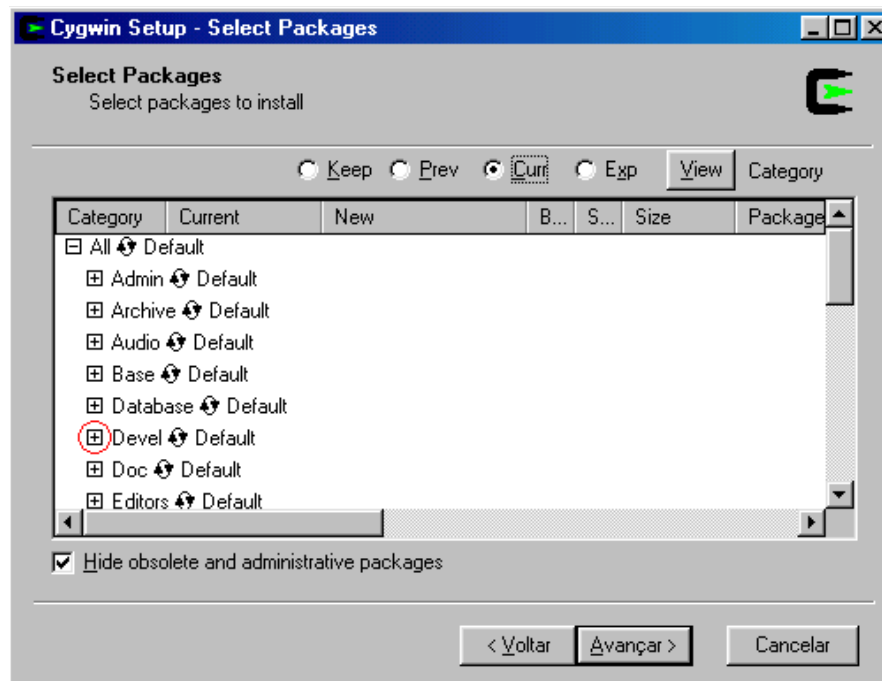 Cygwin Setup - Select Packages
Select Packages
Select packages to install
Keep Prev Curr Exp View Category
Category Current New B... S... Size Package
All Default
Admin Default
Archive Default
Audio Default
Base Default
Database Default
Devel Default
Doc Default
Editors Default
Hide obsolete and administrative packages
< Voltar Avançar > Cancelar